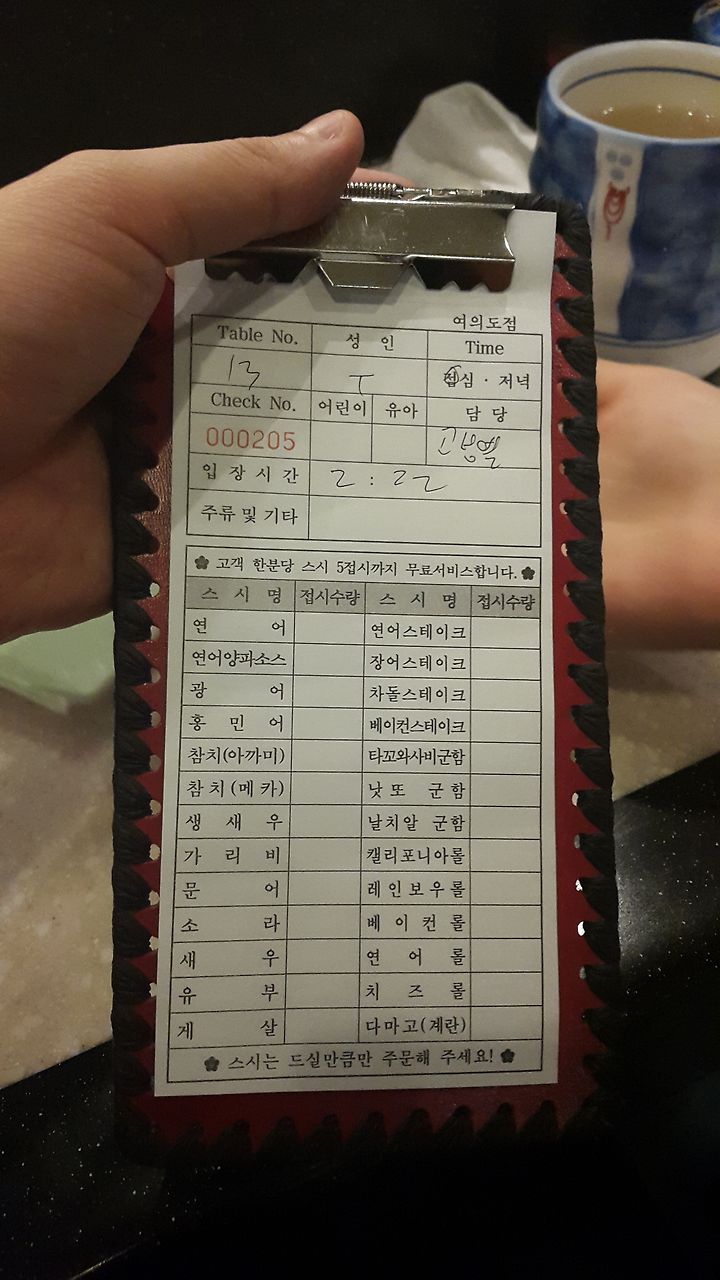 여의도점
Table No. 성 인 Time
13 T 점심 · 저녁
Check No. 어린이 유아 담 당
000205
입 장 시 간 2 : 22
주류 및 기타
고객 한분당 스시 5접시까지 무료서비스합니다.
스 시 명 접시수량 스 시 명 접시수량
연 어 연어스테이크
연어양파소스 장어스테이크
광 어 차돌스테이크
홍 민 어 베이컨스테이크
참치(아까미) 타꼬와사비군함
참 치 (메 카) 낫 또 군 함
생 새 우 날치알 군함
가 리 비 캘리포니아롤
문 어 레 인 보 우 롤
소 라 베 이 컨 롤
새 우 연 어 롤
유 부 치 즈 롤
게 살 다마고(계란)
스시는 드실만큼만 주문해 주세요!